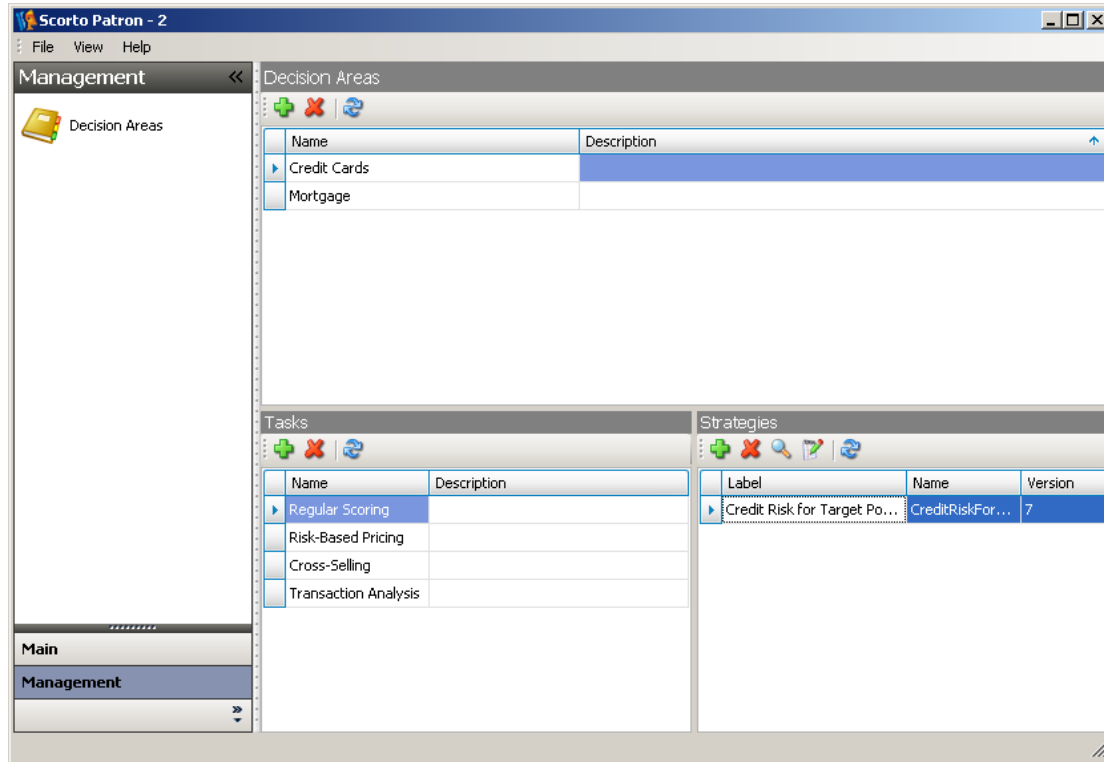 Scorto Patron - 2
File View Help
Management
Decision Areas
Main
Management
Decision Areas
Name Description
Credit Cards
Mortgage
Tasks
Name Description
Regular Scoring
Risk-Based Pricing
Cross-Selling
Transaction Analysis
Strategies
Label Name Version
Credit Risk for Target Po... CreditRiskFor... 7